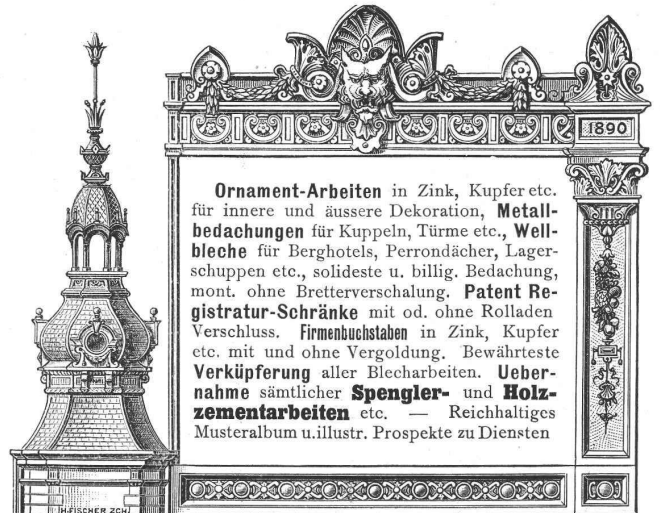 1890
Ornament-Arbeiten in Zink, Kupfer etc.
für innere und äussere Dekoration, Metall-
bedachungen für Kuppeln, Türme etc., Well-
bleche für Berghotels, Perrondächer, Lager-
schuppen etc., solideste u. billig. Bedachung,
mont. ohne Bretterverschalung. Patent Re-
gistratur-Schränke mit od. ohne Rolladen
Verschluss. Firmenbuchstaben in Zink, Kupfer
etc. mit und ohne Vergoldung. Bewährteste
Verküpferung aller Blecharbeiten. Ueber-
nahme sämtlicher Spengler- und Holz-
zementarbeiten etc. — Reichhaltiges
Musteralbum u. illustr. Prospekte zu Diensten
H. FISCHER ZCH.